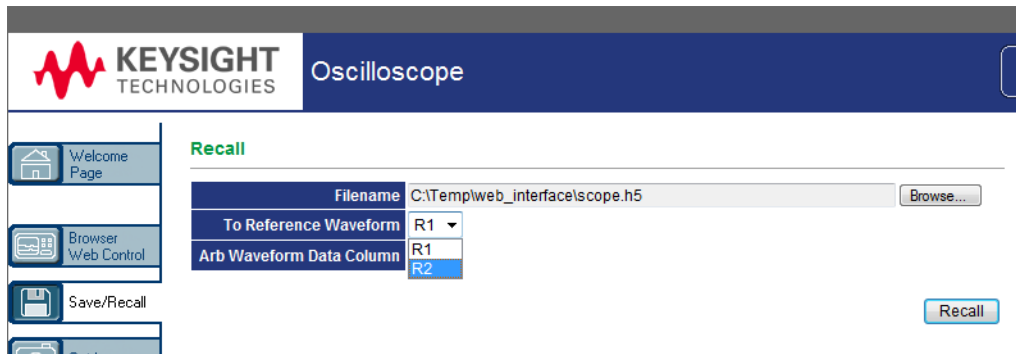 KEYSIGHT
TECHNOLOGIES
Oscilloscope
Welcome
Page
Browser
Web Control
Save/Recall
Recall
Filename C:\Temp\web_interface\scope.h5 Browse...
To Reference Waveform R1
Arb Waveform Data Column R1
R2
Recall